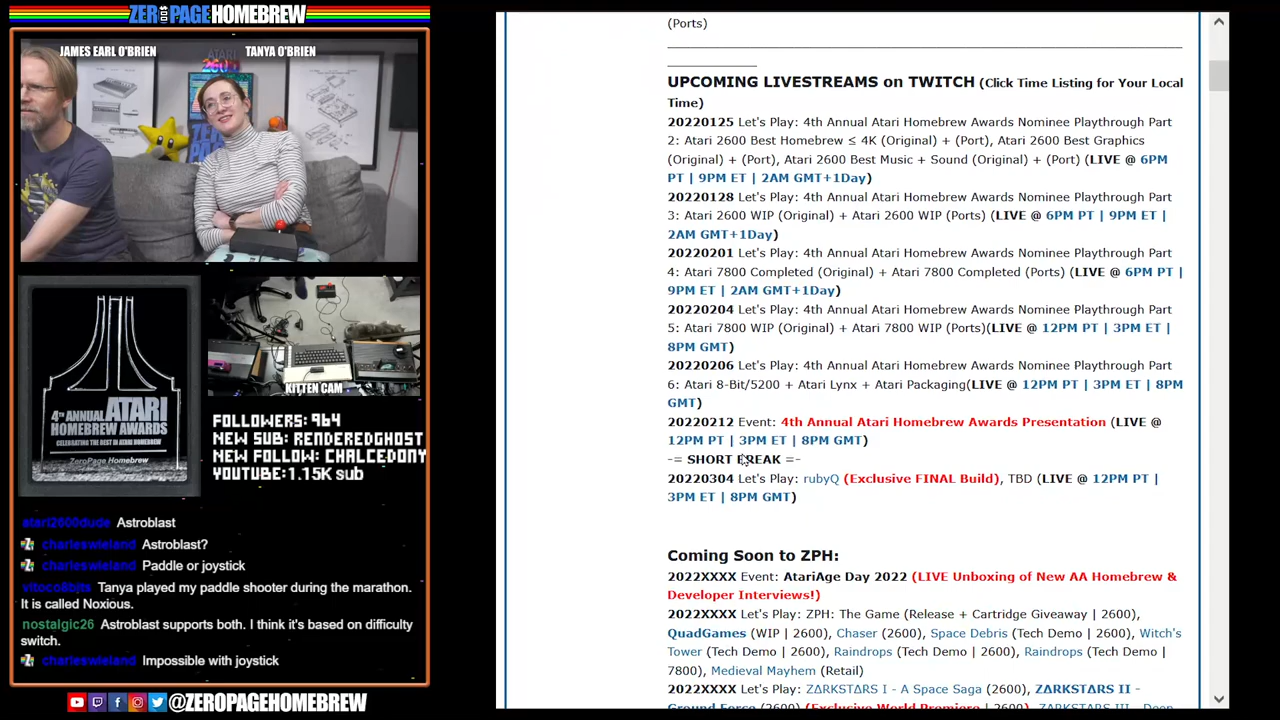 ZEROPAGE HOMEBREW
JAMES EARL O'BRIEN
TANYA O'BRIEN
4TH ANNUAL ATARI
HOMEBREW AWARDS
CELEBRATING THE BEST IN ATARI HOMEBREW
ZeroPage Homebrew
KITTEN CAM
FOLLOWERS: 964
NEW SUB: RENDEREDGHOST
NEW FOLLOW: CHALCEDONY
YOUTUBE:1.15K sub
atari2600dude Astroblast
charleswieland Astroblast?
charleswieland Paddle or joystick
vitoco8bits Tanya played my paddle shooter during the marathon.
It is called Noxious.
nostalgic26 Astroblast supports both. I think it's based on difficulty
switch.
charleswieland Impossible with joystick
@ZEROPAGEHOMEBREW
(Ports)
UPCOMING LIVESTREAMS on TWITCH (Click Time Listing for Your Local
Time)
20220125 Let's Play: 4th Annual Atari Homebrew Awards Nominee Playthrough Part
2: Atari 2600 Best Homebrew ≤ 4K (Original) + (Port), Atari 2600 Best Graphics
(Original) + (Port), Atari 2600 Best Music + Sound (Original) + (Port) (LIVE @ 6PM
PT | 9PM ET | 2AM GMT+1Day)
20220128 Let's Play: 4th Annual Atari Homebrew Awards Nominee Playthrough Part
3: Atari 2600 WIP (Original) + Atari 2600 WIP (Ports) (LIVE @ 6PM PT | 9PM ET |
2AM GMT+1Day)
20220201 Let's Play: 4th Annual Atari Homebrew Awards Nominee Playthrough Part
4: Atari 7800 Completed (Original) + Atari 7800 Completed (Ports) (LIVE @ 6PM PT |
9PM ET | 2AM GMT+1Day)
20220204 Let's Play: 4th Annual Atari Homebrew Awards Nominee Playthrough Part
5: Atari 7800 WIP (Original) + Atari 7800 WIP (Ports)(LIVE @ 12PM PT | 3PM ET |
8PM GMT)
20220206 Let's Play: 4th Annual Atari Homebrew Awards Nominee Playthrough Part
6: Atari 8-Bit/5200 + Atari Lynx + Atari Packaging(LIVE @ 12PM PT | 3PM ET | 8PM
GMT)
20220212 Event: 4th Annual Atari Homebrew Awards Presentation (LIVE @
12PM PT | 3PM ET | 8PM GMT)
-= SHORT BREAK =-
20220304 Let's Play: rubyQ (Exclusive FINAL Build), TBD (LIVE @ 12PM PT |
3PM ET | 8PM GMT)
Coming Soon to ZPH:
2022XXXX Event: AtariAge Day 2022 (LIVE Unboxing of New AA Homebrew &
Developer Interviews!)
2022XXXX Let's Play: ZPH: The Game (Release + Cartridge Giveaway | 2600),
QuadGames (WIP | 2600), Chaser (2600), Space Debris (Tech Demo | 2600), Witch's
Tower (Tech Demo | 2600), Raindrops (Tech Demo | 2600), Raindrops (Tech Demo |
7800), Medieval Mayhem (Retail)
2022XXXX Let's Play: ZΔRKSTΔRS I - A Space Saga (2600), ZΔRKSTΔRS II -
Ground Force (2600) (Exclusive World Premiere | 2600), ZΔRKSTΔRS III - Deep